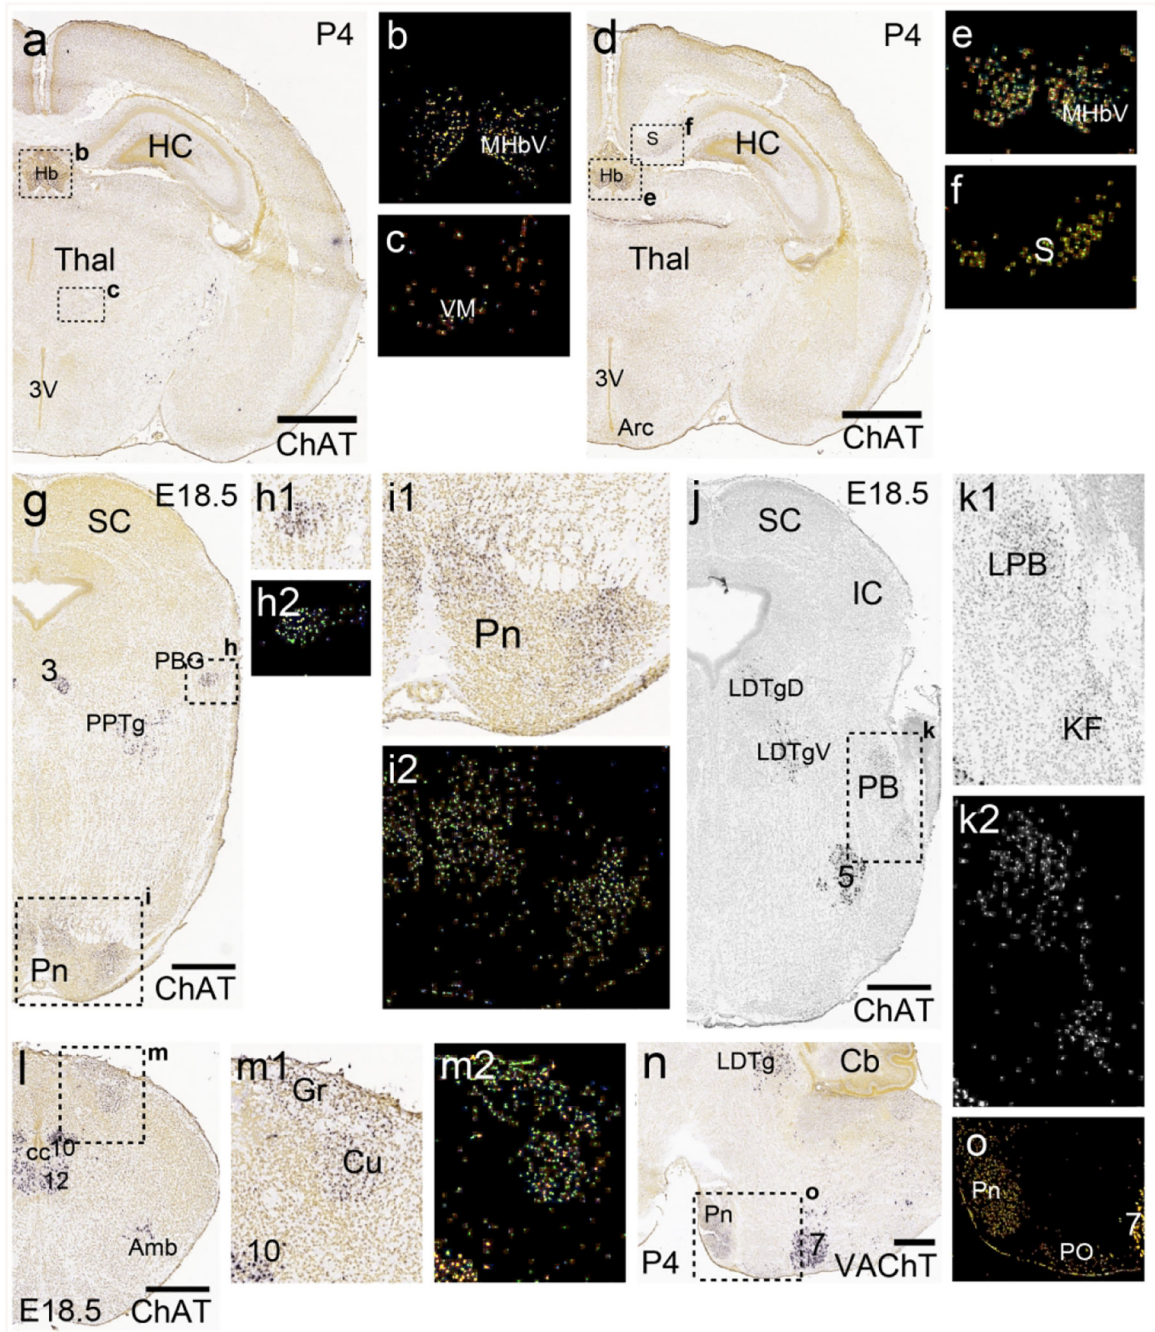 a
P4
b
HC
Hb
Thal
c
3V
ChAT
b
MHbV
c
VM
d
P4
S
f
HC
Hb
e
Thal
3V
Arc
ChAT
e
MHbV
f
S
g
E18.5
SC
PBG
h
3
PPTg
i
Pn
ChAT
h1
h2
i1
Pn
i2
j
E18.5
SC
IC
LDTgD
LDTgV
k
PB
5
ChAT
k1
LPB
KF
k2
l
m
cc
10
12
Amb
E18.5
ChAT
m1
Gr
Cu
10
m2
n
LDTg
Cb
o
Pn
7
P4
VAChT
o
Pn
7
PO